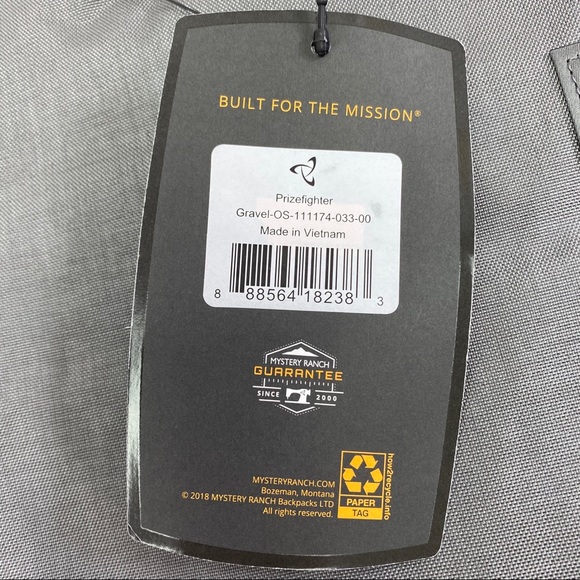 BUILT FOR THE MISSION®
Prizefighter
Gravel-OS-111174-033-00
Made in Vietnam
8 88564 18238 3
MYSTERY RANCH
GUARANTEE
SINCE 2000
MYSTERYRANCH.COM
Bozeman, Montana
© 2018 MYSTERY RANCH Backpacks LTD
All rights reserved.
PAPER
TAG
how2recycle.info